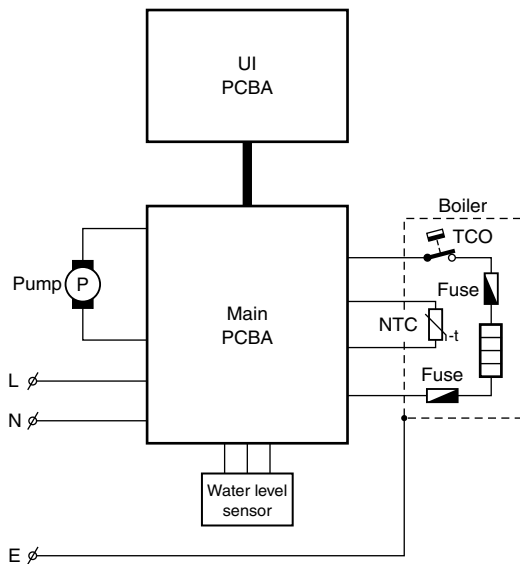 UI
PCBA
Boiler
TCO
Fuse
Pump
P
Main
PCBA
NTC
-t
Fuse
L
N
Water level
sensor
E